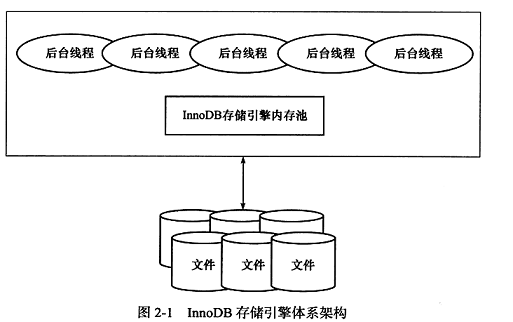 后台线程 后台线程 后台线程 后台线程 后台线程
InnoDB存储引擎内存池
文件 文件 文件
图 2-1 InnoDB 存储引擎体系架构